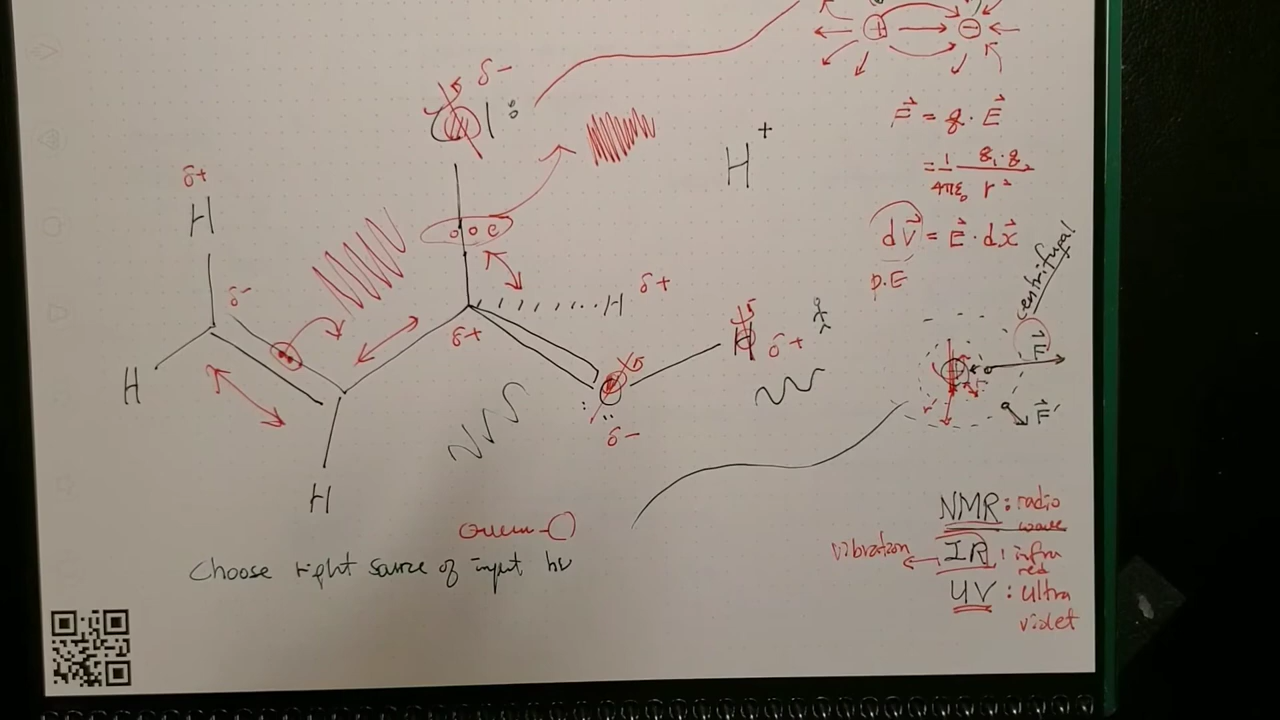 + −
δ−
Cl :
F = q · E
= 1/4πε₀ q₁·q₂/r²
H+
δ+
H
dV = E · dx
P.E
centrifugal
δ−
δ+
H
δ+
H
δ+
F
F'
H
O
δ−
H
NMR : radio wave
vibration ← IR : infra red
UV : ultra violet
Choose right source of input hν